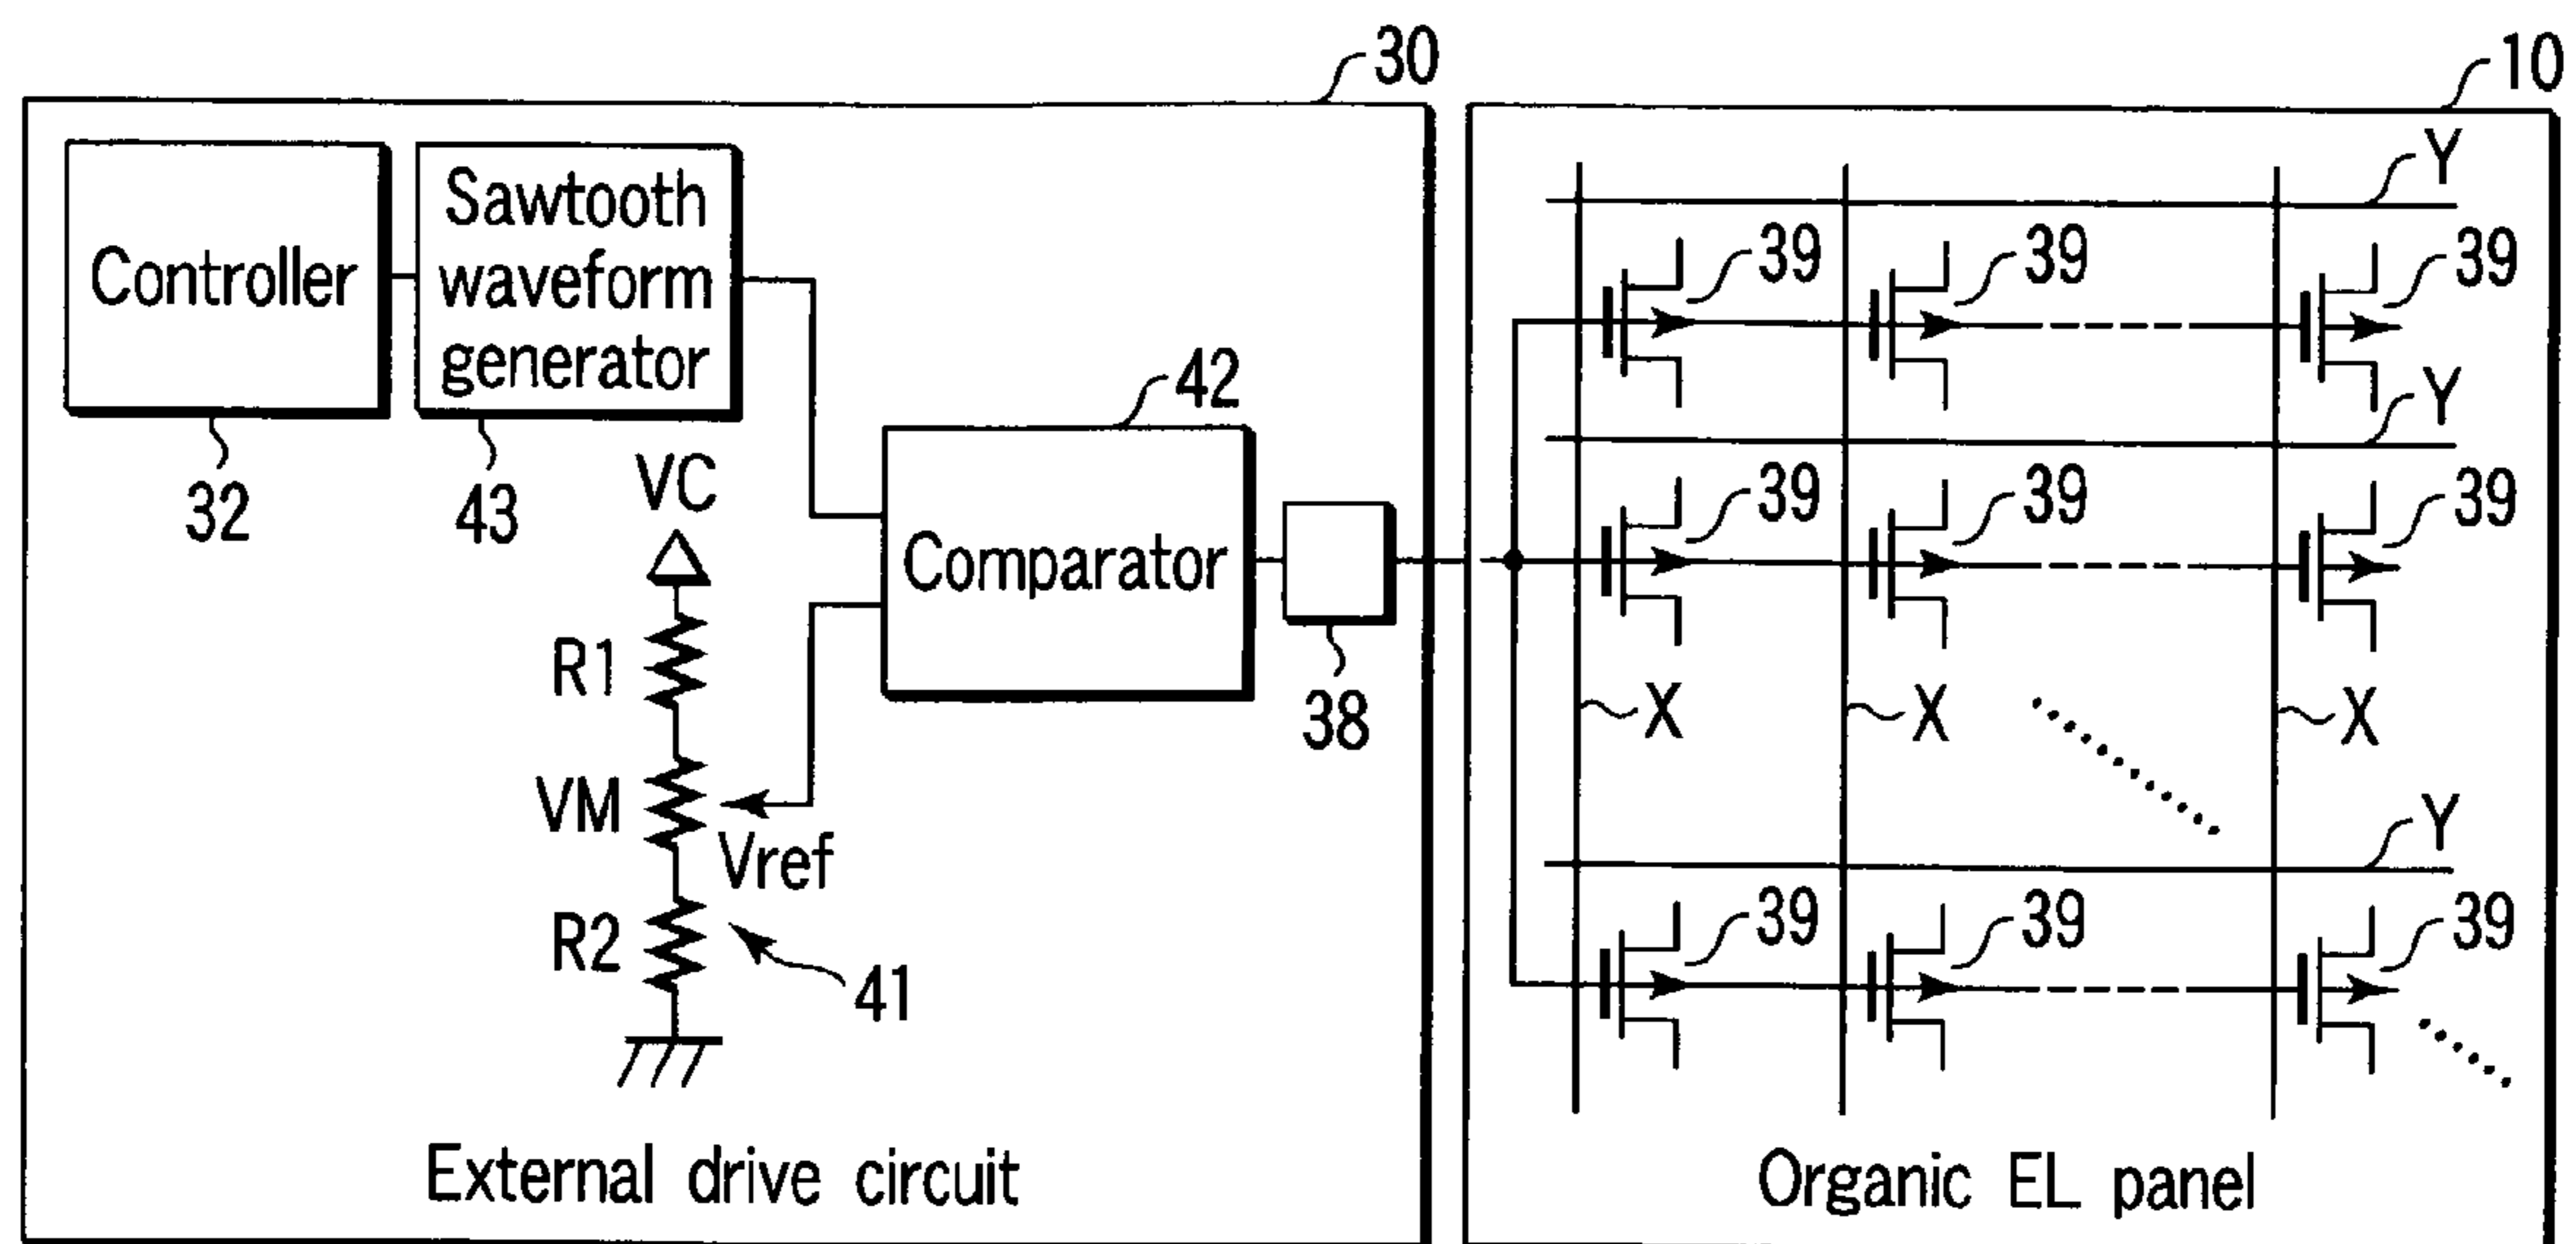 30
10
Controller
Sawtooth
waveform
generator
32
43
VC
42
Comparator
38
R1
VM
Vref
R2
41
External drive circuit
Y
39
39
39
Y
39
39
39
X
X
X
Y
39
39
39
Organic EL panel